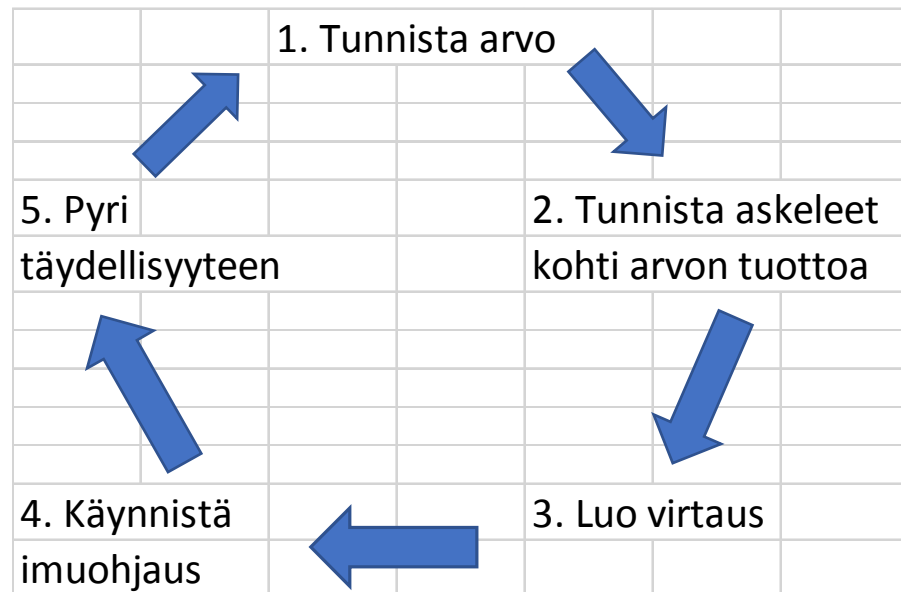 1. Tunnista arvo
2. Tunnista askeleet
kohti arvon tuottoa
3. Luo virtaus
4. Käynnistä
imuohjaus
5. Pyri
täydellisyyteen